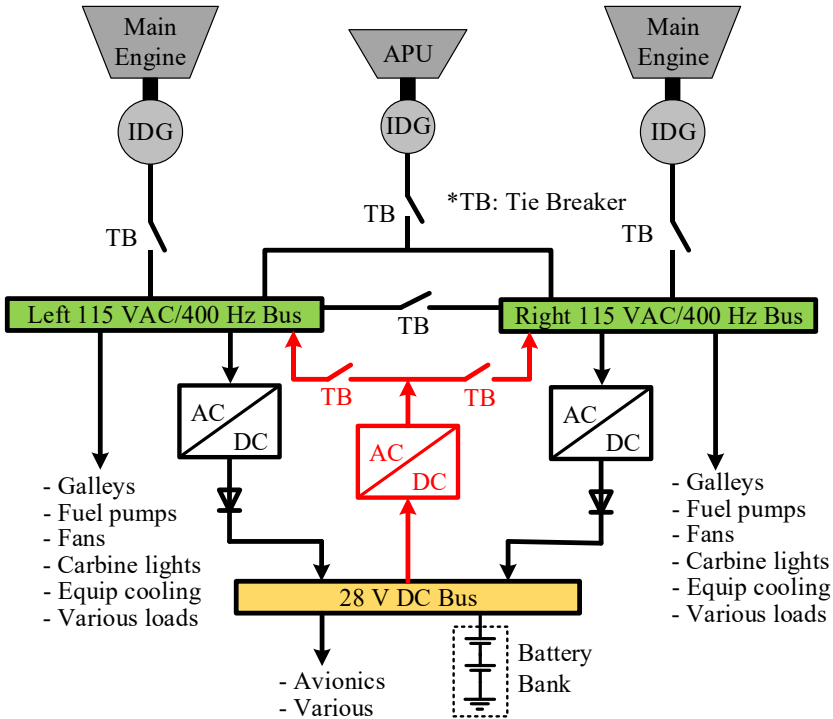 Main
Engine
APU
Main
Engine
IDG
IDG
IDG
TB
TB
*TB: Tie Breaker
TB
Left 115 VAC/400 Hz Bus
TB
Right 115 VAC/400 Hz Bus
TB
TB
AC
DC
AC
DC
AC
DC
- Galleys
- Fuel pumps
- Fans
- Carbine lights
- Equip cooling
- Various loads
- Galleys
- Fuel pumps
- Fans
- Carbine lights
- Equip cooling
- Various loads
28 V DC Bus
- Avionics
- Various
Battery
Bank